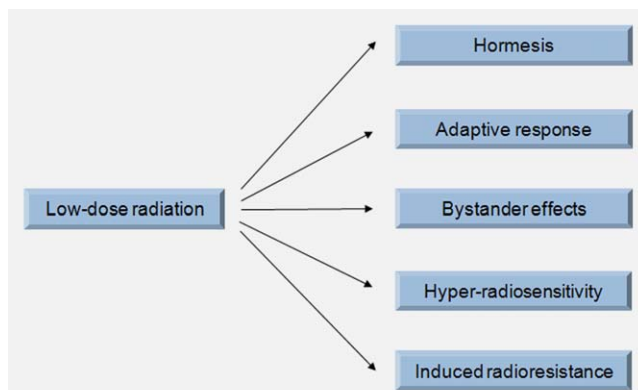 Hormesis
Adaptive response
Low-dose radiation
Bystander effects
Hyper-radiosensitivity
Induced radioresistance